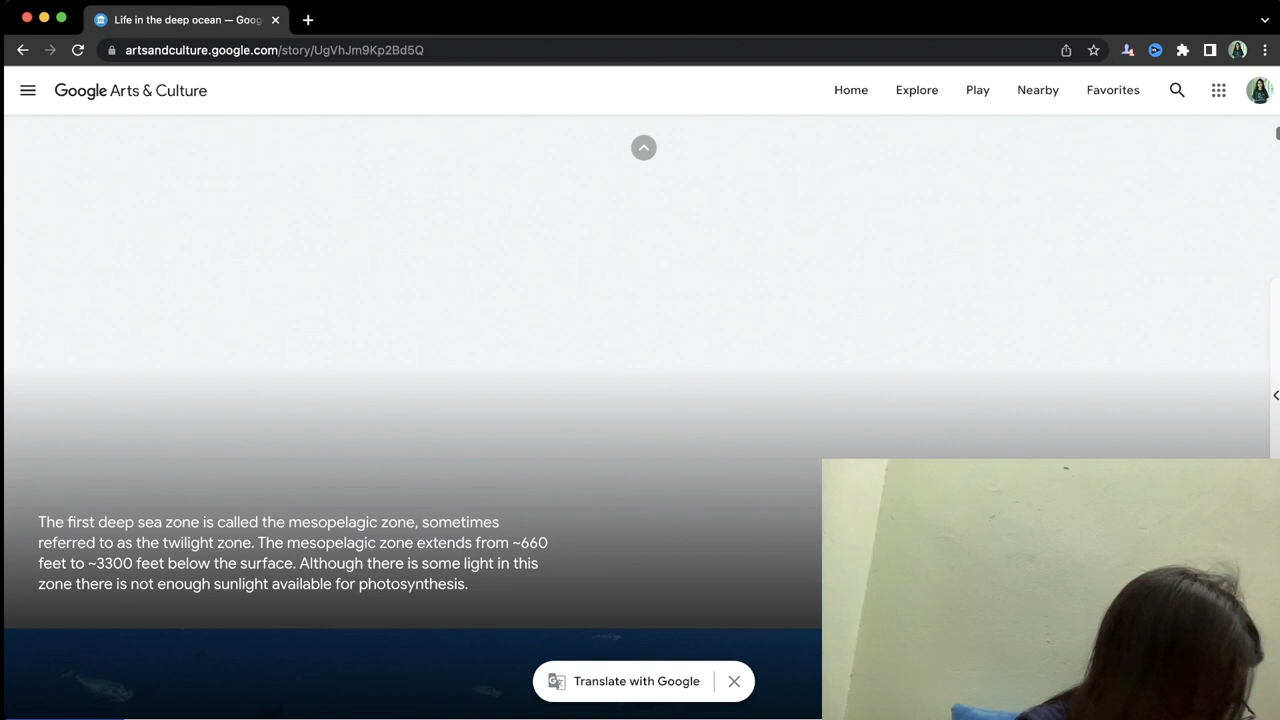 Life in the deep ocean — Goog
artsandculture.google.com/story/UgVhJm9Kp2Bd5Q
Google Arts & Culture
Home
Explore
Play
Nearby
Favorites
The first deep sea zone is called the mesopelagic zone, sometimes
referred to as the twilight zone. The mesopelagic zone extends from ~660
feet to ~3300 feet below the surface. Although there is some light in this
zone there is not enough sunlight available for photosynthesis.
Translate with Google